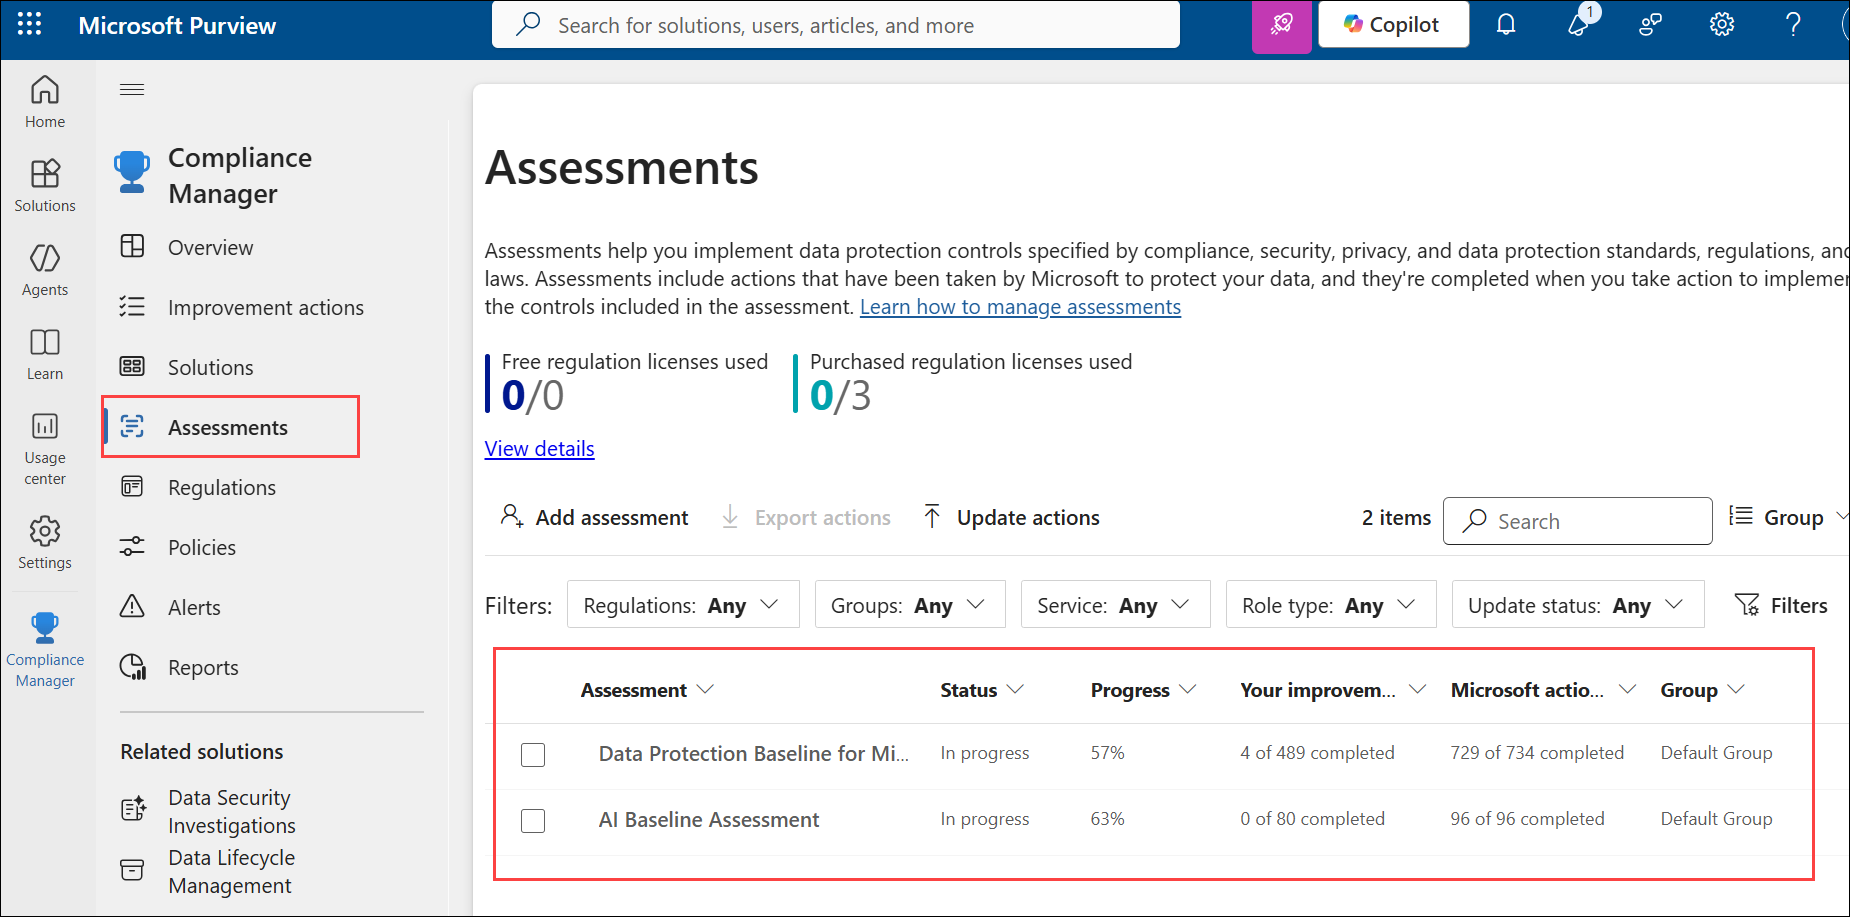 Microsoft Purview
Search for solutions, users, articles, and more
Copilot
1
Home
Solutions
Agents
Learn
Usage
center
Settings
Compliance
Manager
Compliance
Manager
Overview
Improvement actions
Solutions
Assessments
Regulations
Policies
Alerts
Reports
Related solutions
Data Security
Investigations
Data Lifecycle
Management
Assessments
Assessments help you implement data protection controls specified by compliance, security, privacy, and data protection standards, regulations, and
laws. Assessments include actions that have been taken by Microsoft to protect your data, and they're completed when you take action to implemen
the controls included in the assessment. Learn how to manage assessments
Free regulation licenses used
0/0
Purchased regulation licenses used
0/3
View details
Add assessment Export actions Update actions 2 items Search Group
Filters: Regulations: Any Groups: Any Service: Any Role type: Any Update status: Any Filters
Assessment Status Progress Your improvem... Microsoft actio... Group
Data Protection Baseline for Mi... In progress 57% 4 of 489 completed 729 of 734 completed Default Group
AI Baseline Assessment In progress 63% 0 of 80 completed 96 of 96 completed Default Group